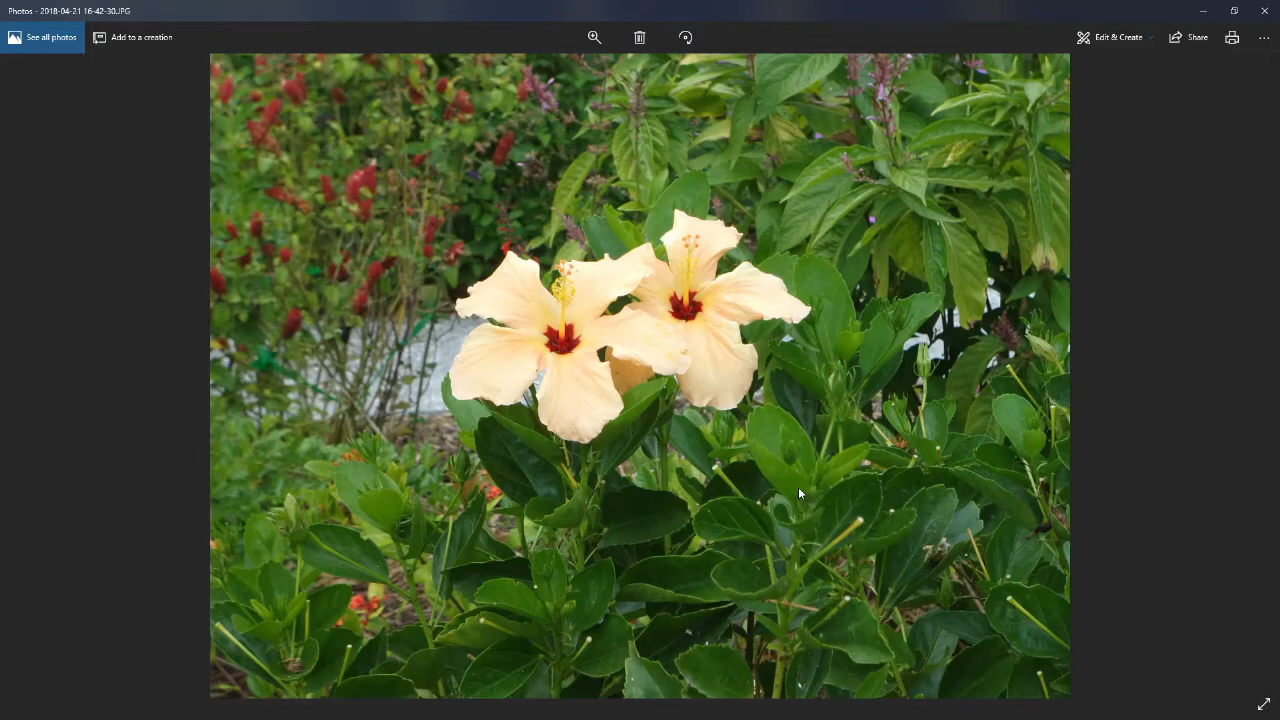 Photos - 2018-04-21 16-42-30.JPG
See all photos
Add to a creation
Edit & Create
Share